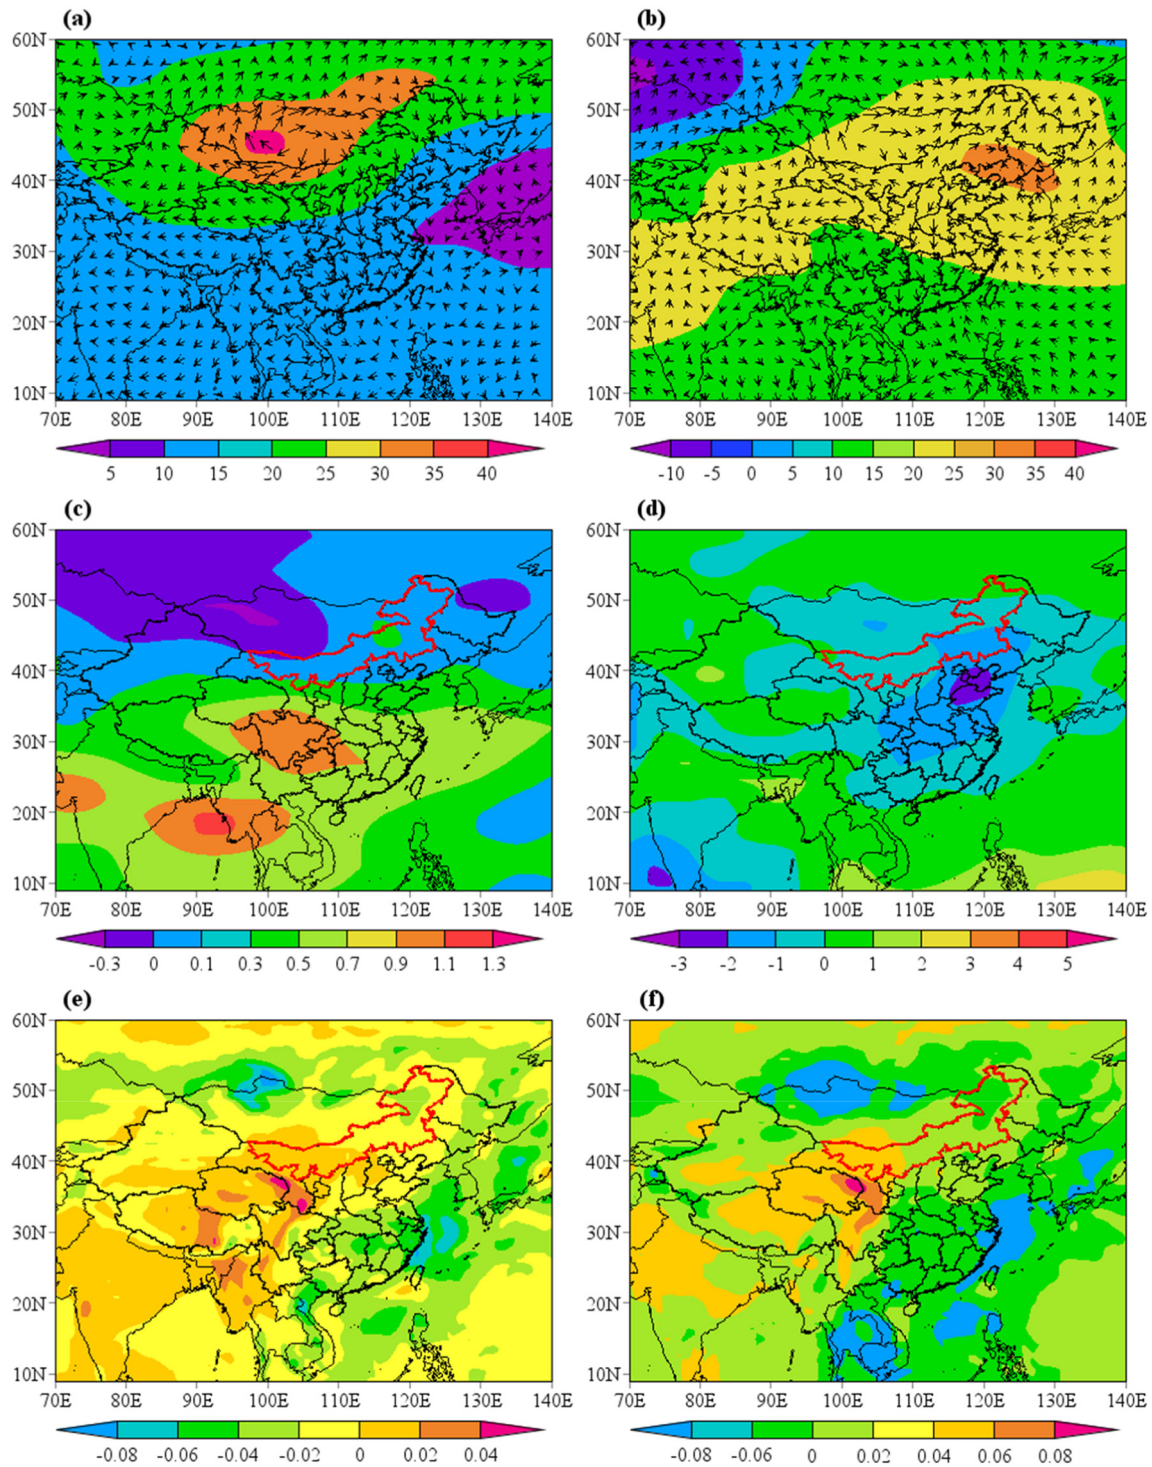 (a) (b)
60N 60N
50N 50N
40N 40N
30N 30N
20N 20N
10N 10N
70E 80E 90E 100E 110E 120E 130E 140E 70E 80E 90E 100E 110E 120E 130E 140E
5 10 15 20 25 30 35 40 -10 -5 0 5 10 15 20 25 30 35 40
(c) (d)
60N 60N
50N 50N
40N 40N
30N 30N
20N 20N
10N 10N
70E 80E 90E 100E 110E 120E 130E 140E 70E 80E 90E 100E 110E 120E 130E 140E
-0.3 0 0.1 0.3 0.5 0.7 0.9 1.1 1.3 -3 -2 -1 0 1 2 3 4 5
(e) (f)
60N 60N
50N 50N
40N 40N
30N 30N
20N 20N
10N 10N
70E 80E 90E 100E 110E 120E 130E 140E 70E 80E 90E 100E 110E 120E 130E 140E
-0.08 -0.06 -0.04 -0.02 0 0.02 0.04 -0.08 -0.06 0 0.02 0.04 0.06 0.08